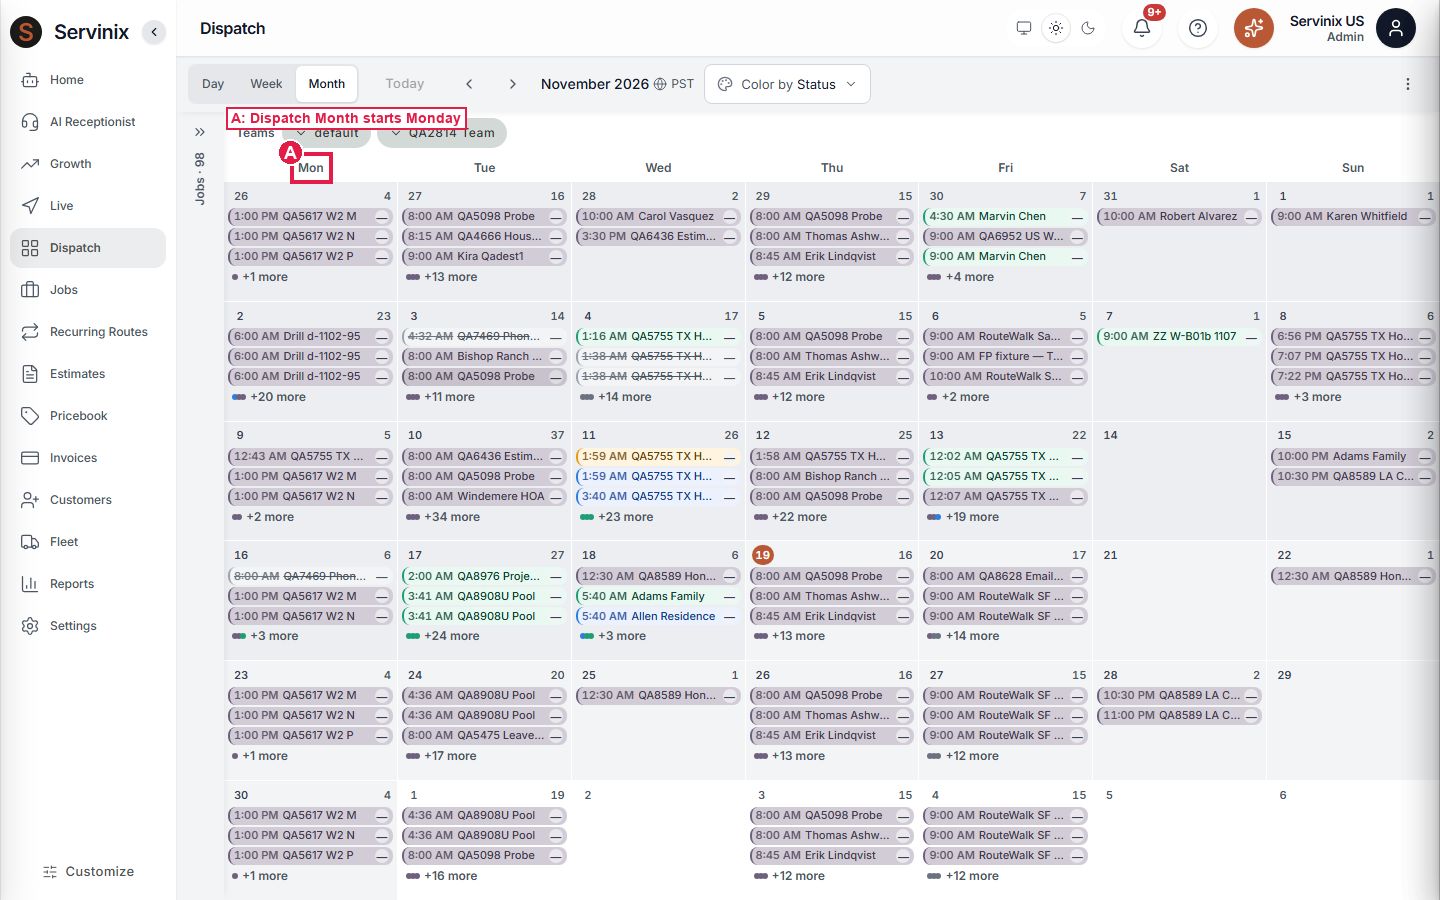 Servinix
Dispatch
9+
Servinix US
Admin
Home
AI Receptionist
Growth
Live
Dispatch
Jobs
Recurring Routes
Estimates
Pricebook
Invoices
Customers
Fleet
Reports
Settings
Customize
Day Week Month Today November 2026 PST Color by Status
A: Dispatch Month starts Monday
Teams default QA2814 Team
A
Jobs · 98
Mon Tue Wed Thu Fri Sat Sun
26 4 27 16 28 2 29 15 30 7 31 1 1 1
1:00 PM QA5617 W2 M 8:00 AM QA5098 Probe 10:00 AM Carol Vasquez 8:00 AM QA5098 Probe 4:30 AM Marvin Chen 10:00 AM Robert Alvarez 9:00 AM Karen Whitfield
1:00 PM QA5617 W2 N 8:15 AM QA4666 Hous... 3:30 PM QA6436 Estim... 8:00 AM Thomas Ashw... 9:00 AM QA6952 US W...
1:00 PM QA5617 W2 P 9:00 AM Kira Qadest1 8:45 AM Erik Lindqvist 9:00 AM Marvin Chen
+1 more +13 more +12 more +4 more
2 23 3 14 4 17 5 15 6 5 7 1 8 6
6:00 AM Drill d-1102-95 4:32 AM QA7469 Phon... 1:16 AM QA5755 TX H... 8:00 AM QA5098 Probe 9:00 AM RouteWalk Sa... 9:00 AM ZZ W-B01b 1107 6:56 PM QA5755 TX Ho...
6:00 AM Drill d-1102-95 8:00 AM Bishop Ranch ... 1:38 AM QA5755 TX H... 8:00 AM Thomas Ashw... 9:00 AM FP fixture — T... 7:07 PM QA5755 TX Ho...
6:00 AM Drill d-1102-95 8:00 AM QA5098 Probe 1:38 AM QA5755 TX H... 8:45 AM Erik Lindqvist 10:00 AM RouteWalk S... 7:22 PM QA5755 TX Ho...
+20 more +11 more +14 more +12 more +2 more +3 more
9 5 10 37 11 26 12 25 13 22 14 15 2
12:43 AM QA5755 TX ... 8:00 AM QA6436 Estim... 1:59 AM QA5755 TX H... 1:58 AM QA5755 TX H... 12:02 AM QA5755 TX ... 10:00 PM Adams Family
1:00 PM QA5617 W2 M 8:00 AM QA5098 Probe 1:59 AM QA5755 TX H... 8:00 AM Bishop Ranch ... 12:05 AM QA5755 TX ... 10:30 PM QA8589 LA C...
1:00 PM QA5617 W2 N 8:00 AM Windemere HOA 3:40 AM QA5755 TX H... 8:00 AM QA5098 Probe 12:07 AM QA5755 TX ...
+2 more +34 more +23 more +22 more +19 more
16 6 17 27 18 6 19 16 20 17 21 22 1
8:00 AM QA7469 Phon... 2:00 AM QA8976 Proje... 12:30 AM QA8589 Hon... 8:00 AM QA5098 Probe 8:00 AM QA8628 Email... 12:30 AM QA8589 Hon...
1:00 PM QA5617 W2 M 3:41 AM QA8908U Pool 5:40 AM Adams Family 8:00 AM Thomas Ashw... 9:00 AM RouteWalk SF ...
1:00 PM QA5617 W2 N 3:41 AM QA8908U Pool 5:40 AM Allen Residence 8:45 AM Erik Lindqvist 9:00 AM RouteWalk SF ...
+3 more +24 more +3 more +13 more +14 more
23 4 24 20 25 1 26 16 27 15 28 2 29
1:00 PM QA5617 W2 M 4:36 AM QA8908U Pool 12:30 AM QA8589 Hon... 8:00 AM QA5098 Probe 9:00 AM RouteWalk SF ... 10:30 PM QA8589 LA C...
1:00 PM QA5617 W2 N 4:36 AM QA8908U Pool 8:00 AM Thomas Ashw... 9:00 AM RouteWalk SF ... 11:00 PM QA8589 LA C...
1:00 PM QA5617 W2 P 8:00 AM QA5475 Leave... 8:45 AM Erik Lindqvist 9:00 AM RouteWalk SF ...
+1 more +17 more +13 more +12 more
30 4 1 19 2 3 15 4 15 5 6
1:00 PM QA5617 W2 M 4:36 AM QA8908U Pool 8:00 AM QA5098 Probe 9:00 AM RouteWalk SF ...
1:00 PM QA5617 W2 N 4:36 AM QA8908U Pool 8:00 AM Thomas Ashw... 9:00 AM RouteWalk SF ...
1:00 PM QA5617 W2 P 8:00 AM QA5098 Probe 8:45 AM Erik Lindqvist 9:00 AM RouteWalk SF ...
+1 more +16 more +12 more +12 more